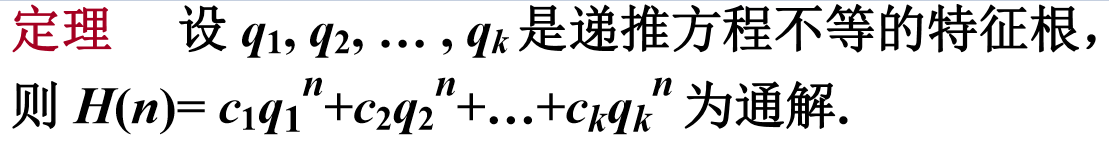 定理 设 q₁, q₂, … , qₖ 是递推方程不等的特征根，
则 H(n)= c₁q₁ⁿ+c₂q₂ⁿ+…+cₖqₖⁿ 为通解.